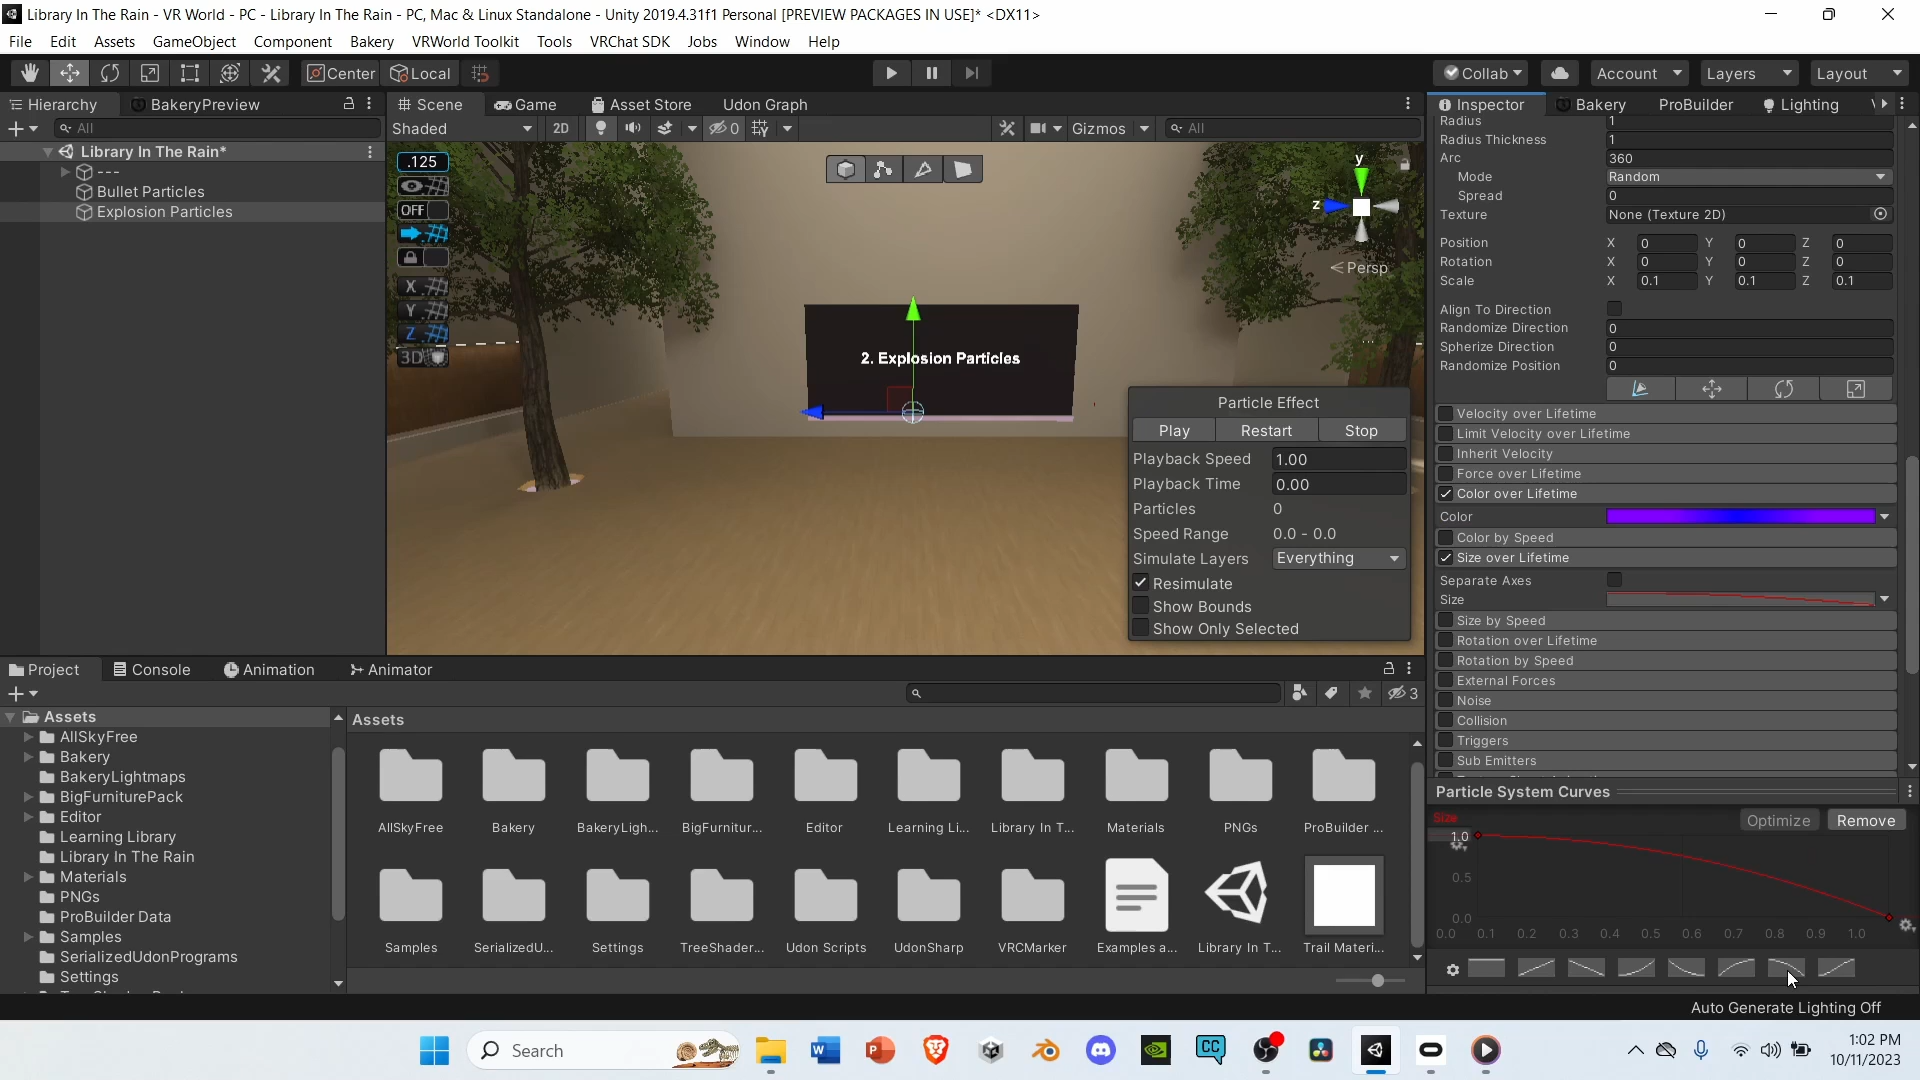 Library In The Rain - VR World - PC - Library In The Rain - PC, Mac & Linux Standalone - Unity 2019.4.31f1 Personal [PREVIEW PACKAGES IN USE]* <DX11>
File Edit Assets GameObject Component Bakery VRWorld Toolkit Tools VRChat SDK Jobs Window Help
Center Local Collab Account Layers Layout
Hierarchy BakeryPreview Scene Game Asset Store Udon Graph Inspector Bakery ProBuilder Lighting
All Shaded 2D 0 Gizmos All
Library In The Rain*
---
Bullet Particles
Explosion Particles
.125
OFF
X
Y
Z
3D
y
z
Persp
2. Explosion Particles
Particle Effect
Play Restart Stop
Playback Speed 1.00
Playback Time 0.00
Particles 0
Speed Range 0.0 - 0.0
Simulate Layers Everything
Resimulate
Show Bounds
Show Only Selected
Radius 1
Radius Thickness 1
Arc 360
Mode Random
Spread 0
Texture None (Texture 2D)
Position X 0 Y 0 Z 0
Rotation X 0 Y 0 Z 0
Scale X 0.1 Y 0.1 Z 0.1
Align To Direction
Randomize Direction 0
Spherize Direction 0
Randomize Position 0
Velocity over Lifetime
Limit Velocity over Lifetime
Inherit Velocity
Force over Lifetime
Color over Lifetime
Color
Color by Speed
Size over Lifetime
Separate Axes
Size
Size by Speed
Rotation over Lifetime
Rotation by Speed
External Forces
Noise
Collision
Triggers
Sub Emitters
Particle System Curves
Size Optimize Remove
1.0
0.5
0.0
0.0 0.1 0.2 0.3 0.4 0.5 0.6 0.7 0.8 0.9 1.0
Auto Generate Lighting Off
Project Console Animation Animator
3
Assets
AllSkyFree
Bakery
BakeryLightmaps
BigFurniturePack
Editor
Learning Library
Library In The Rain
Materials
PNGs
ProBuilder Data
Samples
SerializedUdonPrograms
Settings
Assets
AllSkyFree Bakery BakeryLigh... BigFurnitur... Editor Learning Li... Library In T... Materials PNGs ProBuilder ...
Samples SerializedU... Settings TreeShader... Udon Scripts UdonSharp VRCMarker Examples a... Library In T... Trail Materi...
Search
CC
1:02 PM
10/11/2023